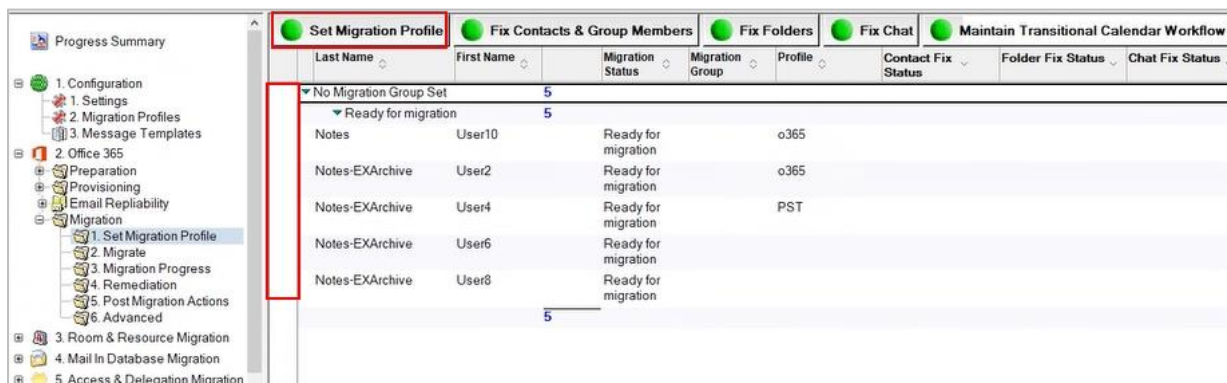 Progress Summary
1. Configuration
1. Settings
2. Migration Profiles
3. Message Templates
2. Office 365
Preparation
Provisioning
Email Repliability
Migration
1. Set Migration Profile
2. Migrate
3. Migration Progress
4. Remediation
5. Post Migration Actions
6. Advanced
3. Room & Resource Migration
4. Mail In Database Migration
5. Access & Delegation Migration
Set Migration Profile Fix Contacts & Group Members Fix Folders Fix Chat Maintain Transitional Calendar Workflow
Last Name First Name Migration Status Migration Group Profile Contact Fix Status Folder Fix Status Chat Fix Status
No Migration Group Set 5
Ready for migration 5
Notes User10 Ready for migration o365
Notes-EXArchive User2 Ready for migration o365
Notes-EXArchive User4 Ready for migration PST
Notes-EXArchive User6 Ready for migration
Notes-EXArchive User8 Ready for migration
5